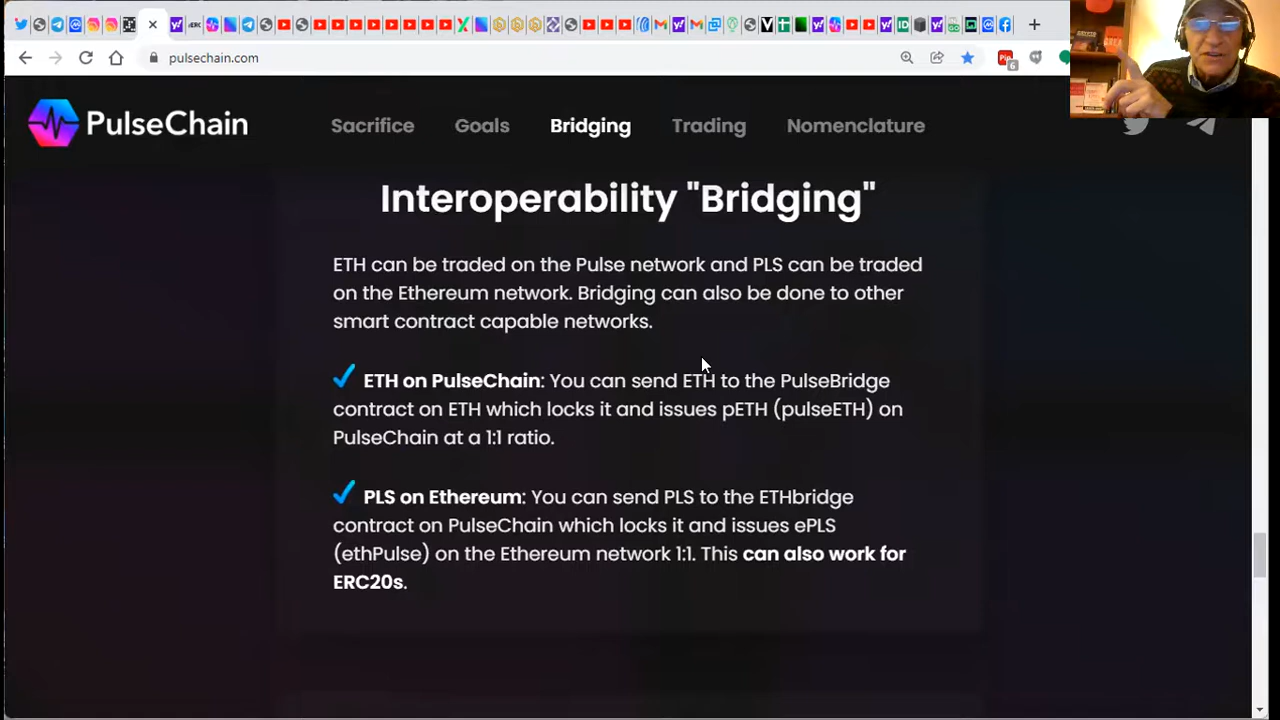 pulsechain.com
6
PulseChain
Sacrifice
Goals
Bridging
Trading
Nomenclature
Interoperability "Bridging"
ETH can be traded on the Pulse network and PLS can be traded
on the Ethereum network. Bridging can also be done to other
smart contract capable networks.
ETH on PulseChain: You can send ETH to the PulseBridge
contract on ETH which locks it and issues pETH (pulseETH) on
PulseChain at a 1:1 ratio.
PLS on Ethereum: You can send PLS to the ETHbridge
contract on PulseChain which locks it and issues ePLS
(ethPulse) on the Ethereum network 1:1. This can also work for
ERC20s.